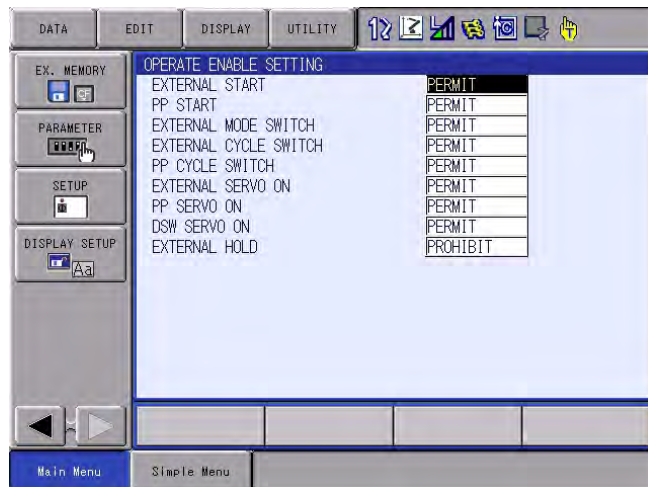 DATA EDIT DISPLAY UTILITY
EX. MEMORY
CF
PARAMETER
SETUP
DISPLAY SETUP
Aa
OPERATE ENABLE SETTING
EXTERNAL START PERMIT
PP START PERMIT
EXTERNAL MODE SWITCH PERMIT
EXTERNAL CYCLE SWITCH PERMIT
PP CYCLE SWITCH PERMIT
EXTERNAL SERVO ON PERMIT
PP SERVO ON PERMIT
DSW SERVO ON PERMIT
EXTERNAL HOLD PROHIBIT
Main Menu Simple Menu